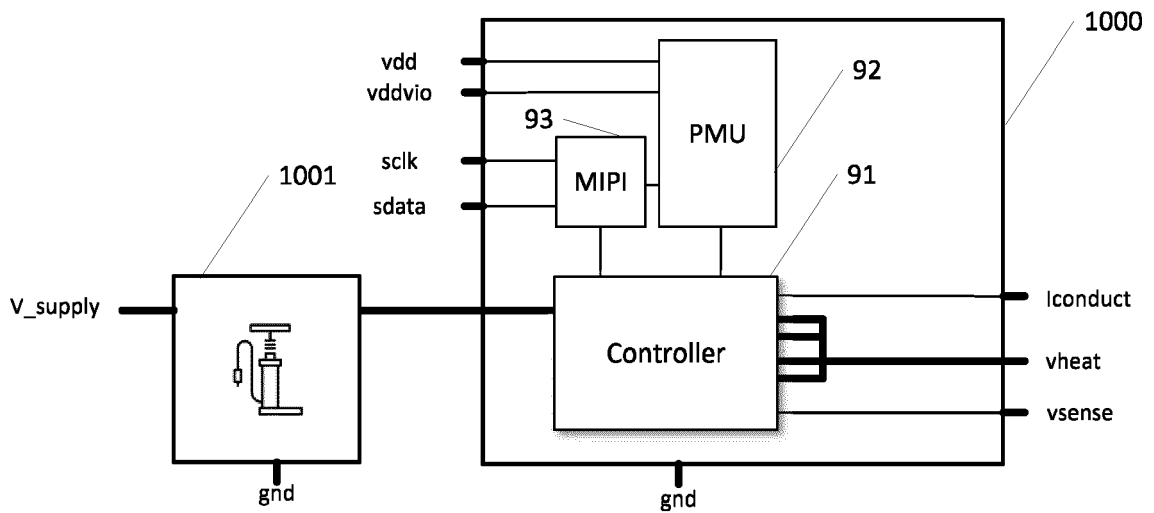 1000
vdd
92
vddvio
93
PMU
sclk
91
MIPI
1001
sdata
V_supply
Iconduct
Controller
vheat
vsense
gnd
gnd